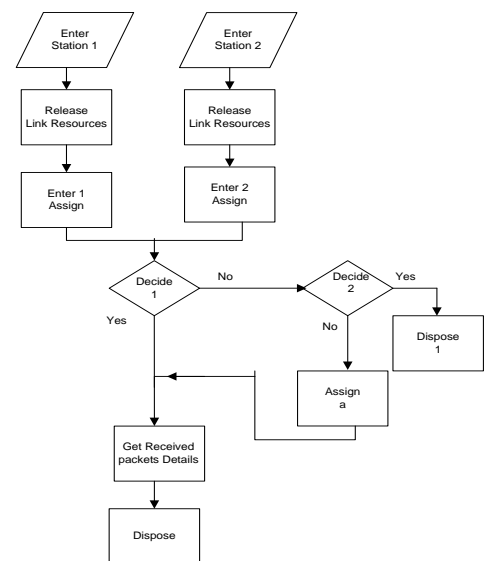 Enter
Station 1
Enter
Station 2
Release
Link Resources
Release
Link Resources
Enter 1
Assign
Enter 2
Assign
Decide
1
No
Decide
2
Yes
Yes
No
Dispose
1
Assign
a
Get Received
packets Details
Dispose